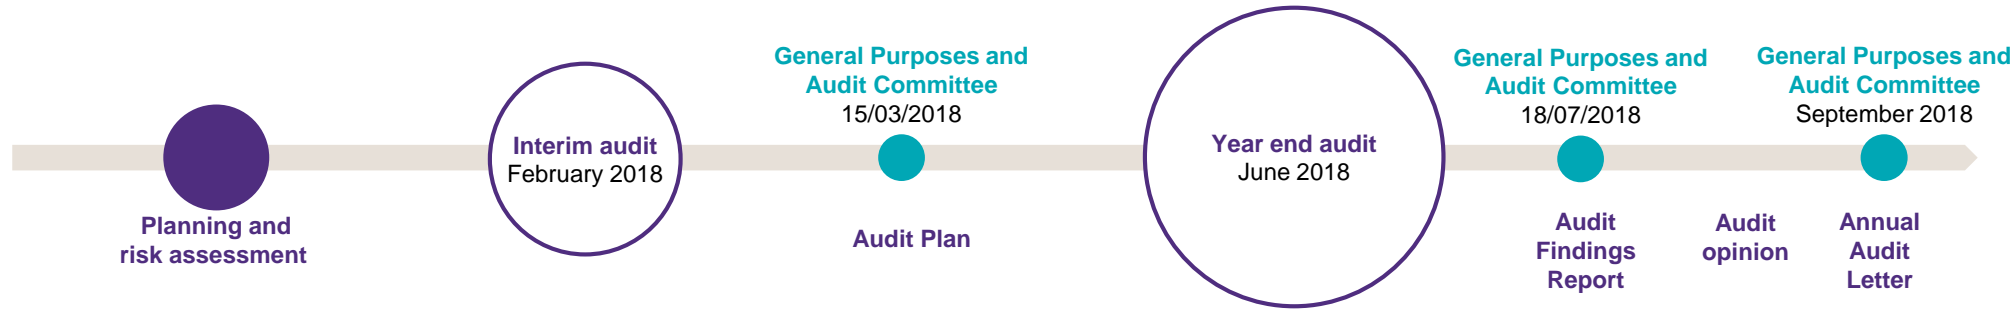 Planning and
risk assessment
Interim audit
February 2018
General Purposes and
Audit Committee
15/03/2018
Audit Plan
Year end audit
June 2018
General Purposes and
Audit Committee
18/07/2018
Audit
Findings
Report
Audit
opinion
General Purposes and
Audit Committee
September 2018
Annual
Audit
Letter